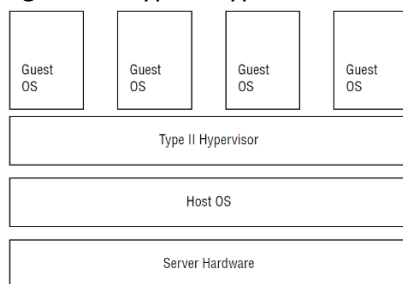 Guest Guest Guest Guest
OS OS OS OS
Type II Hypervisor
Host OS
Server Hardware